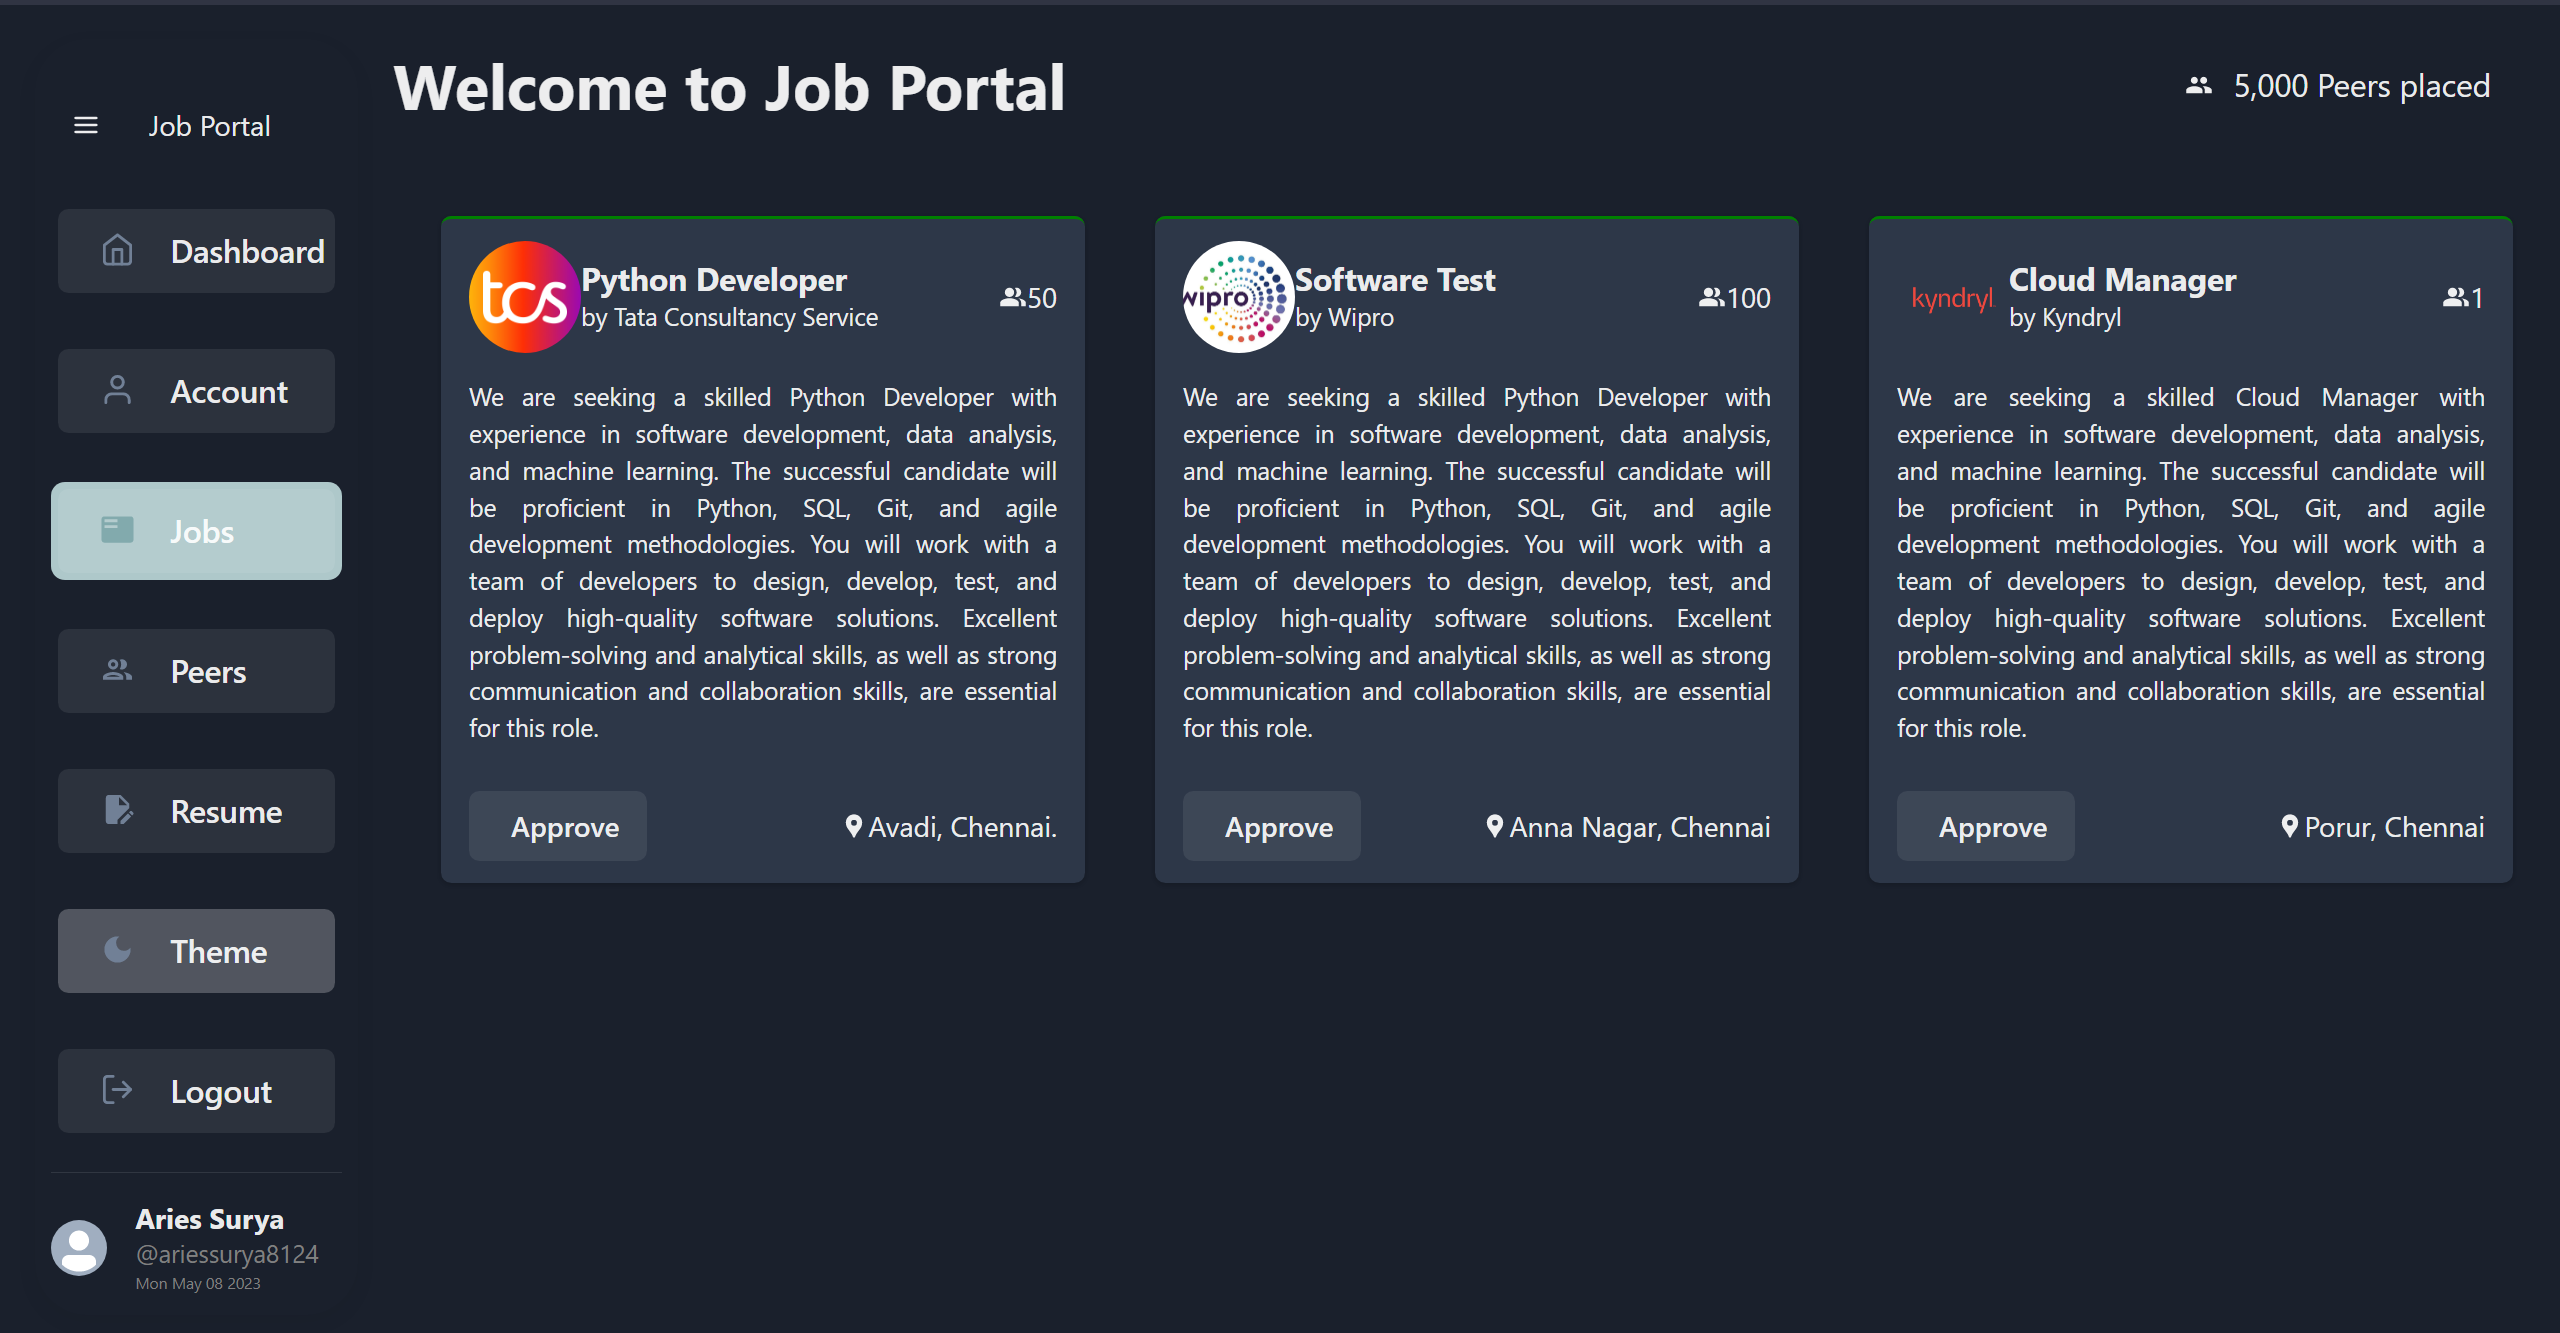 Job Portal
Dashboard
Account
Jobs
Peers
Resume
Theme
Logout
Aries Surya
@ariessurya8124
Mon May 08 2023
Welcome to Job Portal
5,000 Peers placed
tcs
Python Developer
by Tata Consultancy Service
50
We are seeking a skilled Python Developer with
experience in software development, data analysis,
and machine learning. The successful candidate will
be proficient in Python, SQL, Git, and agile
development methodologies. You will work with a
team of developers to design, develop, test, and
deploy high-quality software solutions. Excellent
problem-solving and analytical skills, as well as strong
communication and collaboration skills, are essential
for this role.
Approve
Avadi, Chennai.
wipro
Software Test
by Wipro
100
We are seeking a skilled Python Developer with
experience in software development, data analysis,
and machine learning. The successful candidate will
be proficient in Python, SQL, Git, and agile
development methodologies. You will work with a
team of developers to design, develop, test, and
deploy high-quality software solutions. Excellent
problem-solving and analytical skills, as well as strong
communication and collaboration skills, are essential
for this role.
Approve
Anna Nagar, Chennai
kyndryl
Cloud Manager
by Kyndryl
1
We are seeking a skilled Cloud Manager with
experience in software development, data analysis,
and machine learning. The successful candidate will
be proficient in Python, SQL, Git, and agile
development methodologies. You will work with a
team of developers to design, develop, test, and
deploy high-quality software solutions. Excellent
problem-solving and analytical skills, as well as strong
communication and collaboration skills, are essential
for this role.
Approve
Porur, Chennai